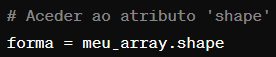 # Aceder ao atributo 'shape'
forma = meu_array.shape